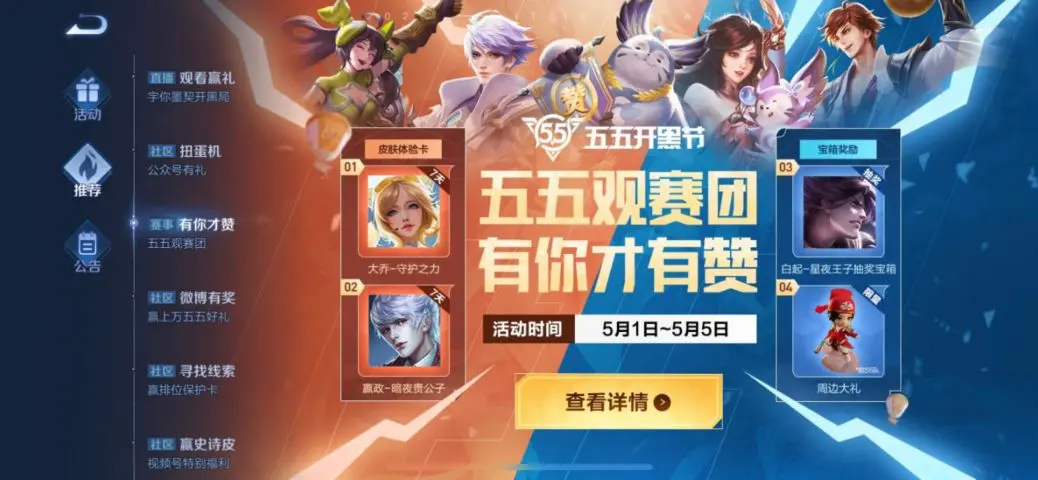 活动
推荐
公告
直播 观看赢礼
宇你墨契开黑局
社区 扭蛋机
公众号有礼
赛事 有你才赞
五五观赛团
社区 微博有奖
赢上万五五好礼
社区 寻找线索
赢排位保护卡
社区 赢史诗皮
视频号特别福利
赞
55 五五开黑节
五五观赛团
有你才有赞
活动时间 5月1日~5月5日
查看详情
皮肤体验卡
01
7天
大乔-守护之力
02
7天
嬴政-暗夜贵公子
宝箱奖励
03
抽奖
白起-星夜王子抽奖宝箱
04
限量
周边大礼